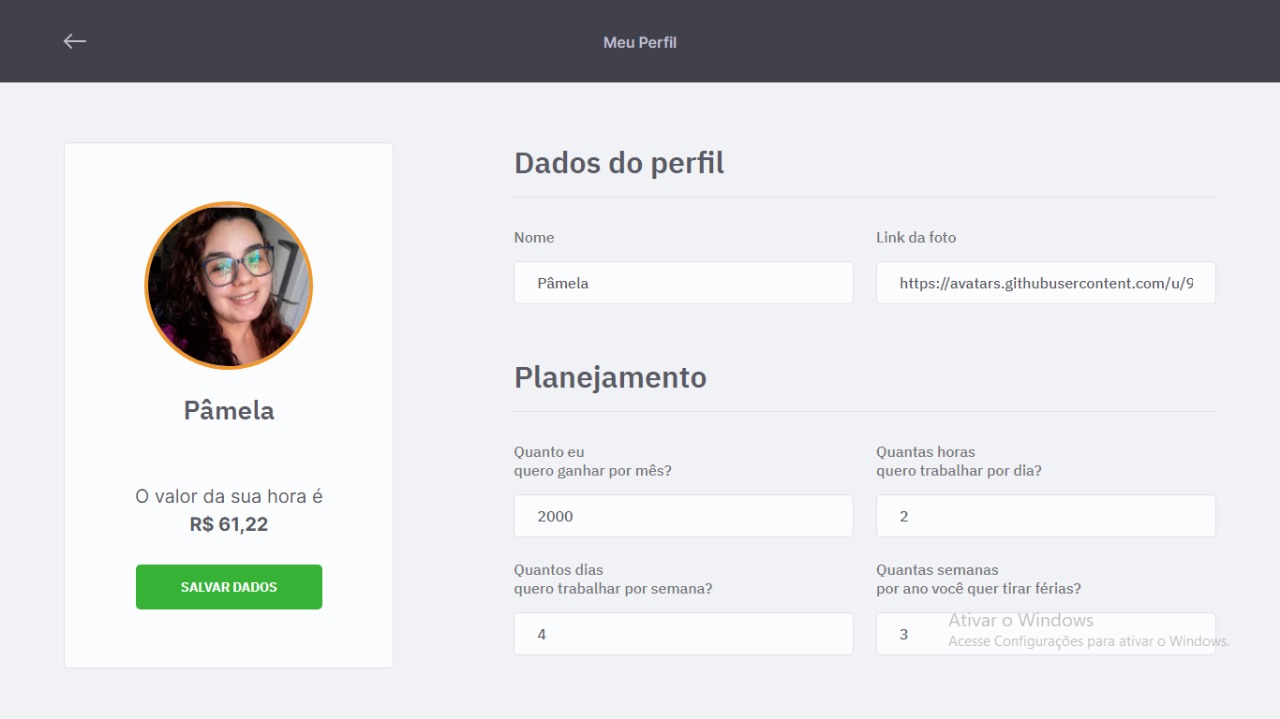 Meu Perfil
Dados do perfil
Nome
Link da foto
Pâmela
https://avatars.githubusercontent.com/u/9
Pâmela
O valor da sua hora é
R$ 61,22
SALVAR DADOS
Planejamento
Quanto eu
quero ganhar por mês?
Quantas horas
quero trabalhar por dia?
2000
2
Quantos dias
quero trabalhar por semana?
Quantas semanas
por ano você quer tirar férias?
4
3
Ativar o Windows
Acesse Configurações para ativar o Windows.